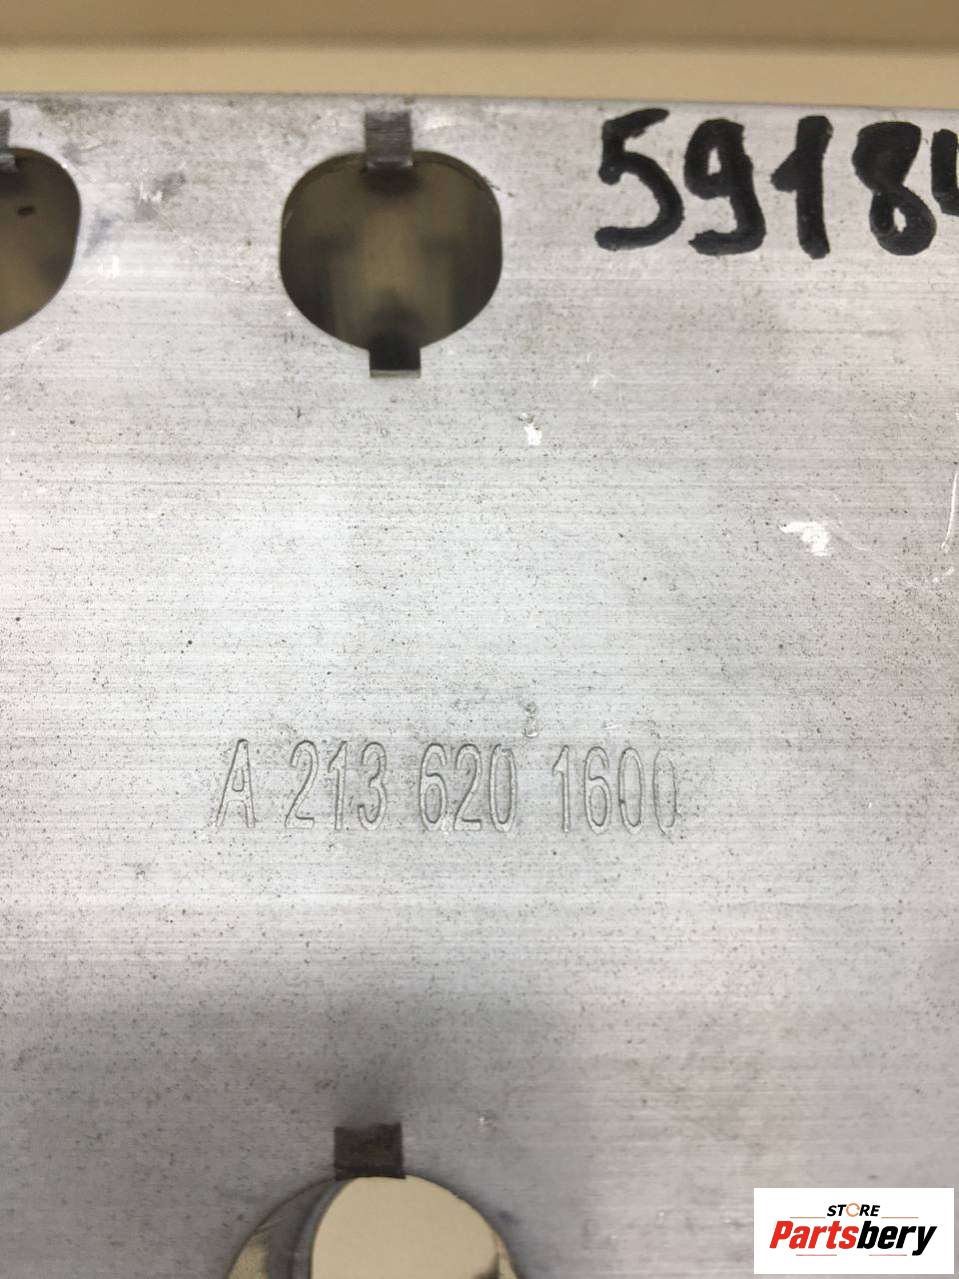 5918
A 213 620 1600
STORE
Partsbery